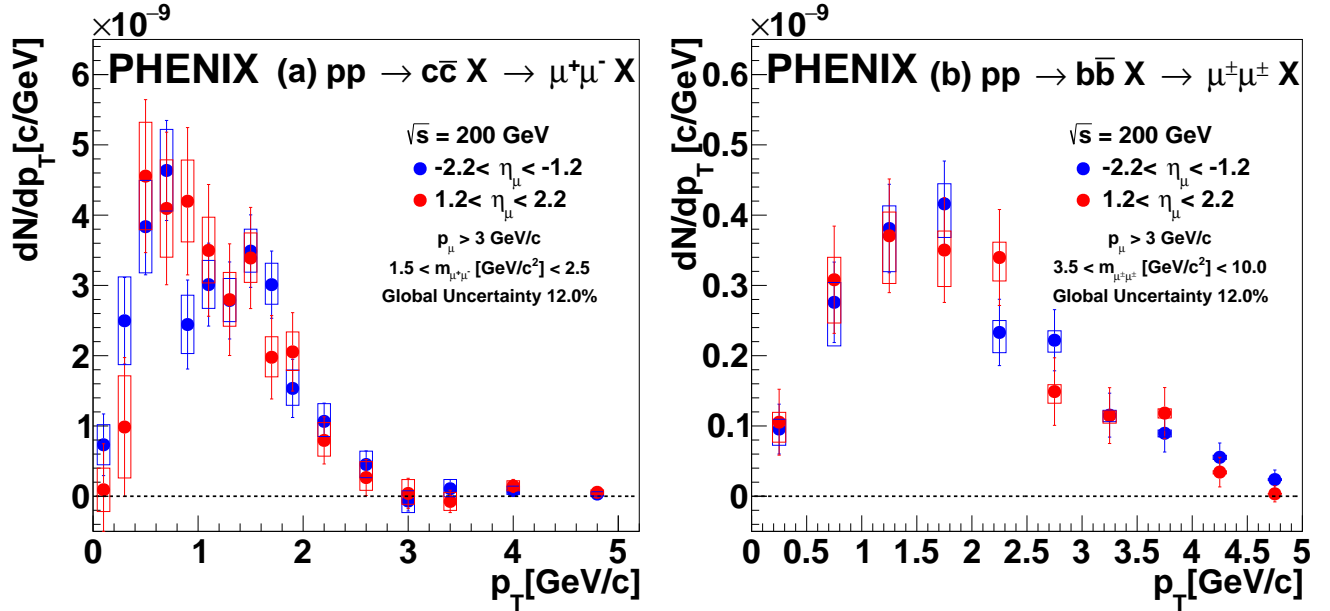 ×10⁻⁹
PHENIX (a) pp → cc̅ X → μ⁺μ⁻ X
√s = 200 GeV
-2.2< η_μ < -1.2
1.2< η_μ < 2.2
p_μ > 3 GeV/c
1.5 < m_μ⁺μ⁻ [GeV/c²] < 2.5
Global Uncertainty 12.0%
dN/dp_T [c/GeV]
6
5
4
3
2
1
0
0 1 2 3 4 5
p_T[GeV/c]
×10⁻⁹
PHENIX (b) pp → bb̅ X → μ±μ± X
√s = 200 GeV
-2.2< η_μ < -1.2
1.2< η_μ < 2.2
p_μ > 3 GeV/c
3.5 < m_μ±μ± [GeV/c²] < 10.0
Global Uncertainty 12.0%
dN/dp_T [c/GeV]
0.6
0.5
0.4
0.3
0.2
0.1
0
0 0.5 1 1.5 2 2.5 3 3.5 4 4.5 5
p_T[GeV/c]